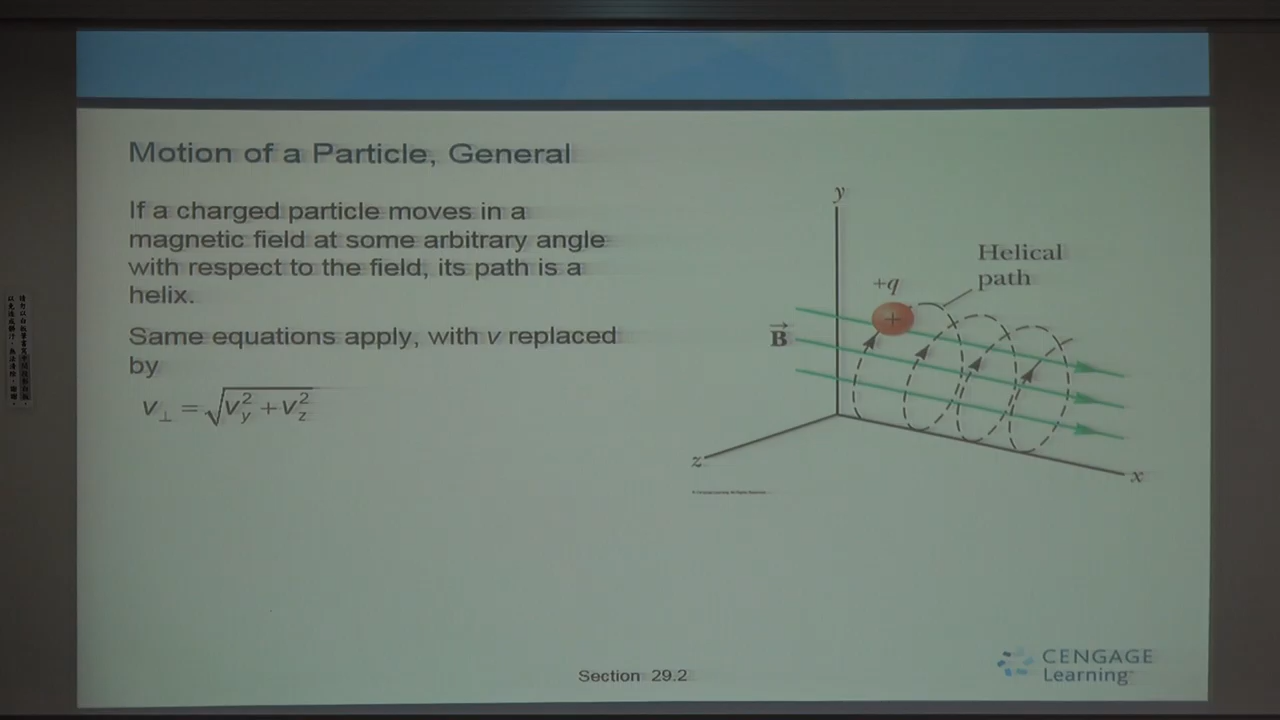 Motion of a Particle, General
If a charged particle moves in a
magnetic field at some arbitrary angle
with respect to the field, its path is a
helix.
Same equations apply, with v replaced
by
v⊥ = √(v_y² + v_z²)
y
Helical
path
+q
+
B⃗
z
x
Section 29.2
CENGAGE
Learning